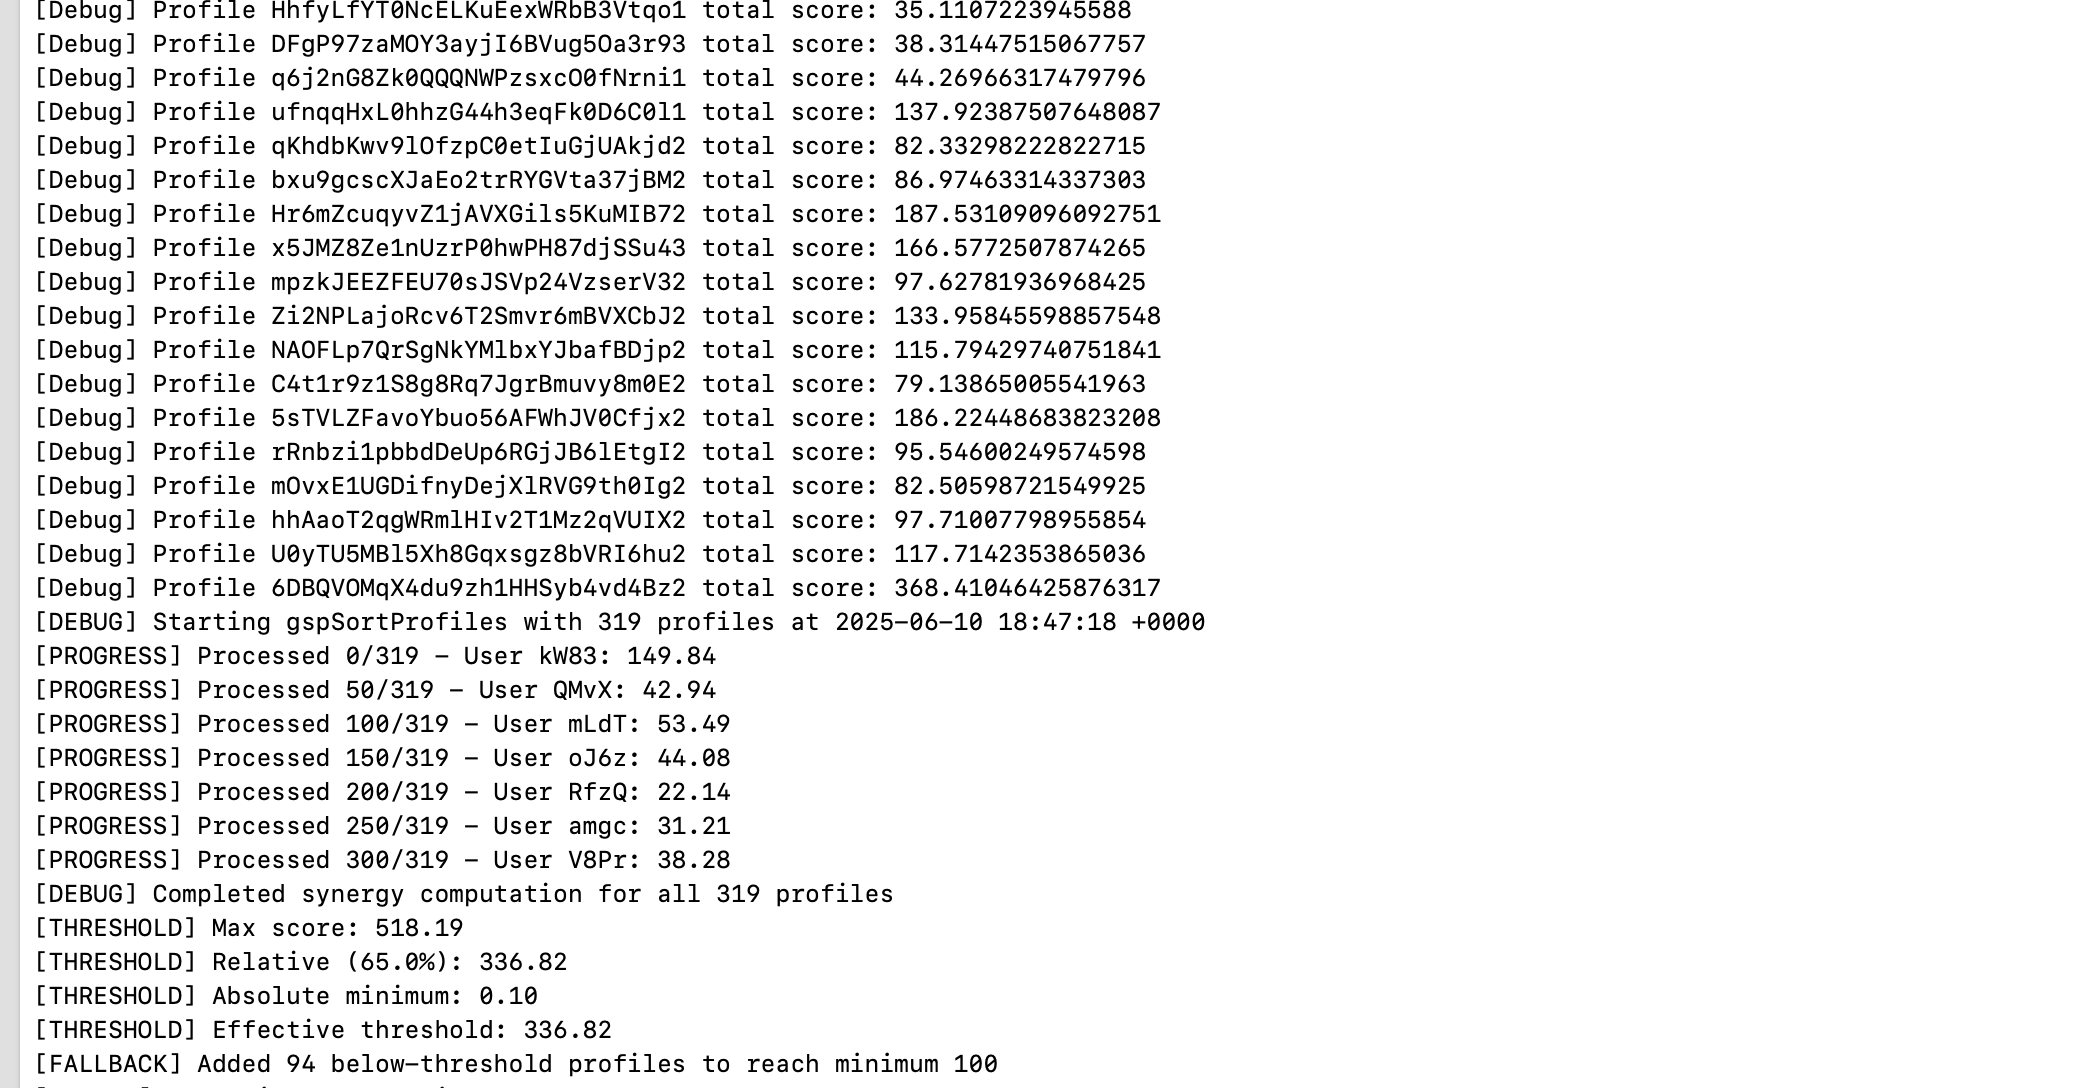 [Debug] Profile HhfyLfYT0NcELKuEexWRbB3Vtqo1 total score: 35.1107223945588
[Debug] Profile DFgP97zaMOY3ayjI6BVug5Oa3r93 total score: 38.31447515067757
[Debug] Profile q6j2nG8Zk0QQQNWPzsxcO0fNrni1 total score: 44.26966317479796
[Debug] Profile ufnqqHxL0hhzG44h3eqFk0D6C0l1 total score: 137.92387507648087
[Debug] Profile qKhdbKwv9lOfzpC0etIuGjUAkjd2 total score: 82.33298222822715
[Debug] Profile bxu9gcscXJaEo2trRYGVta37jBM2 total score: 86.97463314337303
[Debug] Profile Hr6mZcuqyvZ1jAVXGils5KuMIB72 total score: 187.53109096092751
[Debug] Profile x5JMZ8Ze1nUzrP0hwPH87djSSu43 total score: 166.5772507874265
[Debug] Profile mpzkJEEZFEU70sJSVp24VzserV32 total score: 97.62781936968425
[Debug] Profile Zi2NPLajoRcv6T2Smvr6mBVXCbJ2 total score: 133.95845598857548
[Debug] Profile NAOFLp7QrSgNkYMlbxYJbafBDjp2 total score: 115.79429740751841
[Debug] Profile C4t1r9z1S8g8Rq7JgrBmuvy8m0E2 total score: 79.13865005541963
[Debug] Profile 5sTVLZFavoYbuo56AFWhJV0Cfjx2 total score: 186.22448683823208
[Debug] Profile rRnbzi1pbbdDeUp6RGjJB6lEtgI2 total score: 95.54600249574598
[Debug] Profile mOvxE1UGDifnyDejXlRVG9th0Ig2 total score: 82.50598721549925
[Debug] Profile hhAaoT2qgWRmlHIv2T1Mz2qVUIX2 total score: 97.71007798955854
[Debug] Profile U0yTU5MBl5Xh8Gqxsgz8bVRI6hu2 total score: 117.7142353865036
[Debug] Profile 6DBQVOMqX4du9zh1HHSyb4vd4Bz2 total score: 368.41046425876317
[DEBUG] Starting gspSortProfiles with 319 profiles at 2025-06-10 18:47:18 +0000
[PROGRESS] Processed 0/319 – User kW83: 149.84
[PROGRESS] Processed 50/319 – User QMvX: 42.94
[PROGRESS] Processed 100/319 – User mLdT: 53.49
[PROGRESS] Processed 150/319 – User oJ6z: 44.08
[PROGRESS] Processed 200/319 – User RfzQ: 22.14
[PROGRESS] Processed 250/319 – User amgc: 31.21
[PROGRESS] Processed 300/319 – User V8Pr: 38.28
[DEBUG] Completed synergy computation for all 319 profiles
[THRESHOLD] Max score: 518.19
[THRESHOLD] Relative (65.0%): 336.82
[THRESHOLD] Absolute minimum: 0.10
[THRESHOLD] Effective threshold: 336.82
[FALLBACK] Added 94 below-threshold profiles to reach minimum 100